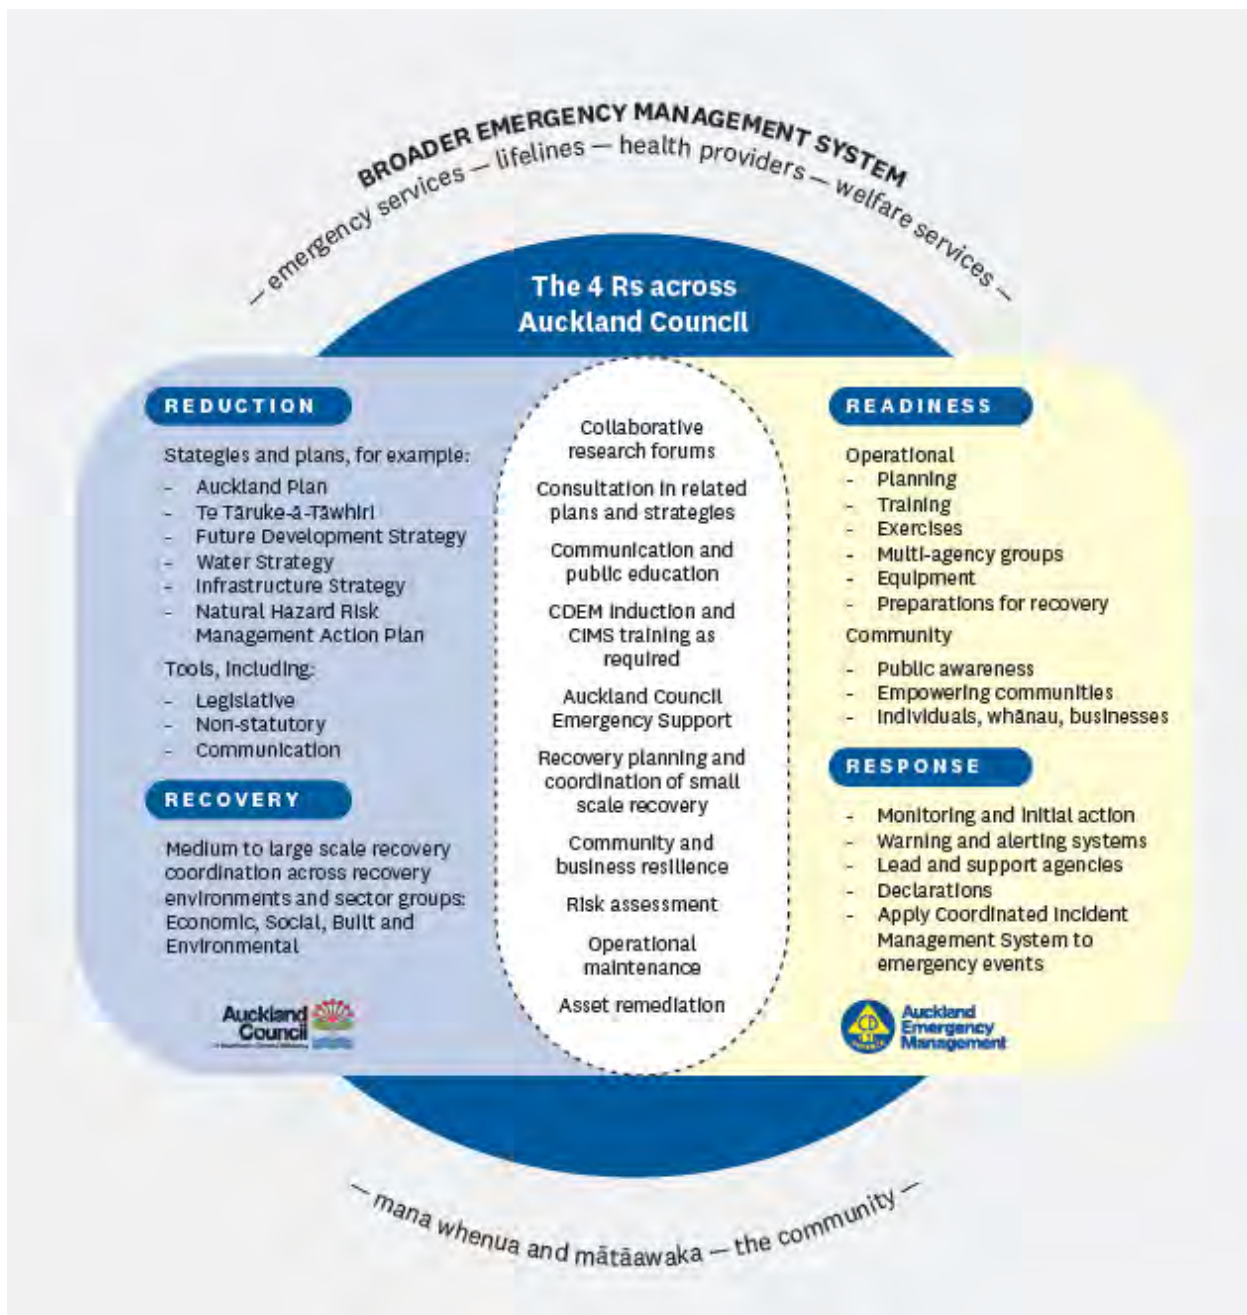 BROADER EMERGENCY MANAGEMENT SYSTEM
— emergency services — lifelines — health providers — welfare services —
The 4 Rs across
Auckland Council
REDUCTION
Stategies and plans, for example:
- Auckland Plan
- Te Tāruke-ā-Tāwhiri
- Future Development Strategy
- Water Strategy
- Infrastructure Strategy
- Natural Hazard Risk
Management Action Plan
Tools, including:
- Legislative
- Non-statutory
- Communication
RECOVERY
Medium to large scale recovery
coordination across recovery
environments and sector groups:
Economic, Social, Built and
Environmental
Auckland
Council
Collaborative
research forums
Consultation in related
plans and strategies
Communication and
public education
CDEM induction and
CIMS training as
required
Auckland Council
Emergency Support
Recovery planning and
coordination of small
scale recovery
Community and
business resilience
Risk assessment
Operational
maintenance
Asset remediation
READINESS
Operational
- Planning
- Training
- Exercises
- Multi-agency groups
- Equipment
- Preparations for recovery
Community
- Public awareness
- Empowering communities
- Individuals, whānau, businesses
RESPONSE
- Monitoring and initial action
- Warning and alerting systems
- Lead and support agencies
- Declarations
- Apply Coordinated Incident
Management System to
emergency events
CD
Auckland
Emergency
Management
— mana whenua and mātāawaka — the community —